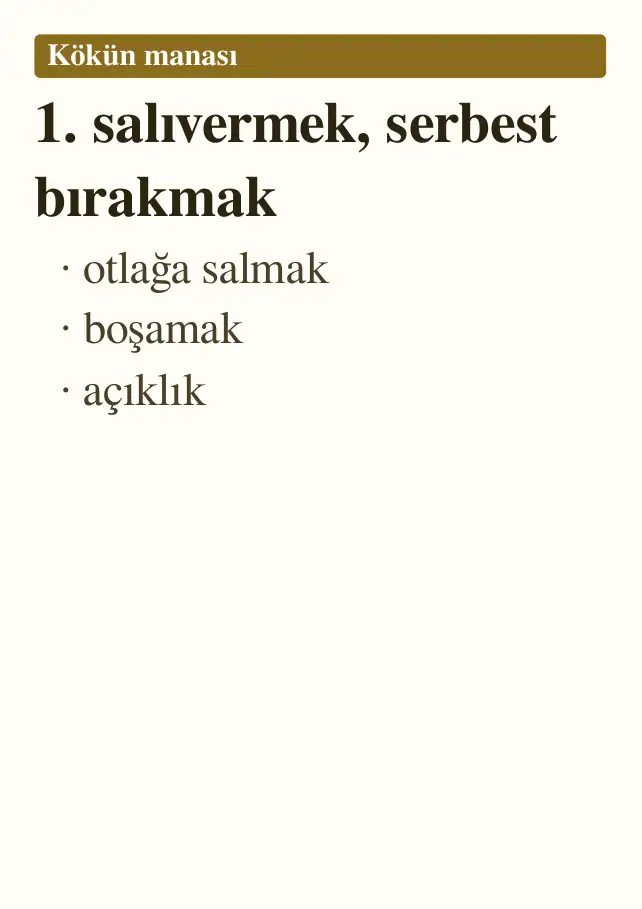 Kökün manası
1. salıvermek, serbest
bırakmak
· otlağa salmak
· boşamak
· açıklık